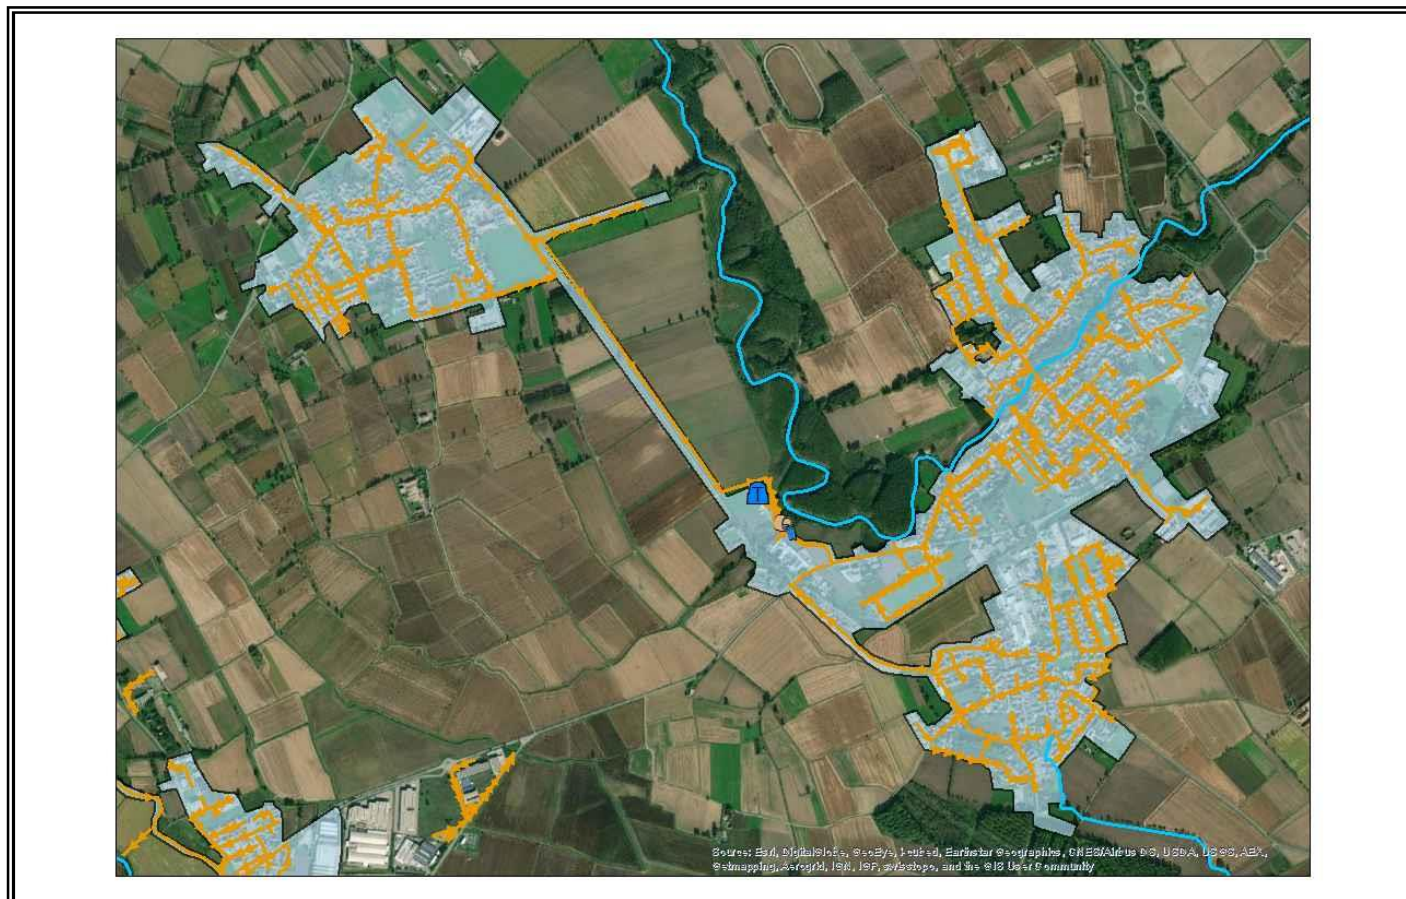 Source: Esri, DigitalGlobe, GeoEye, i-cubed, Earthstar Geographics, CNES/Airbus DS, USDA, USGS, AEX,
Getmapping, Aerogrid, IGN, IGP, swisstopo, and the GIS User Community